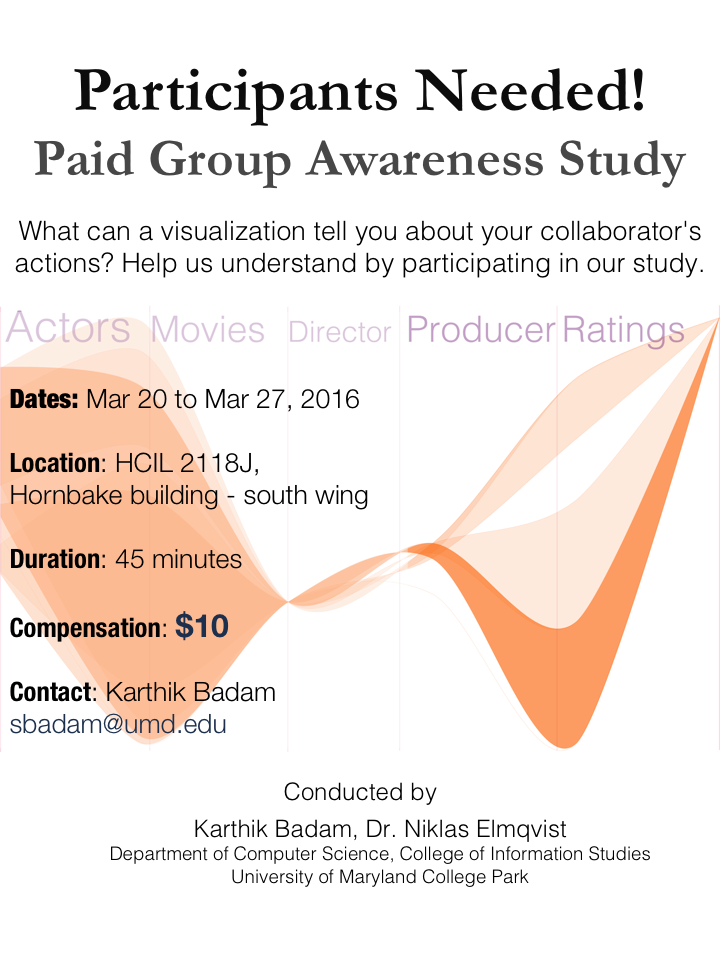 Participants Needed!
Paid Group Awareness Study
What can a visualization tell you about your collaborator's
actions? Help us understand by participating in our study.
Actors Movies Director Producer Ratings
Dates: Mar 20 to Mar 27, 2016
Location: HCIL 2118J,
Hornbake building - south wing
Duration: 45 minutes
Compensation: $10
Contact: Karthik Badam
sbadam@umd.edu
Conducted by
Karthik Badam, Dr. Niklas Elmqvist
Department of Computer Science, College of Information Studies
University of Maryland College Park